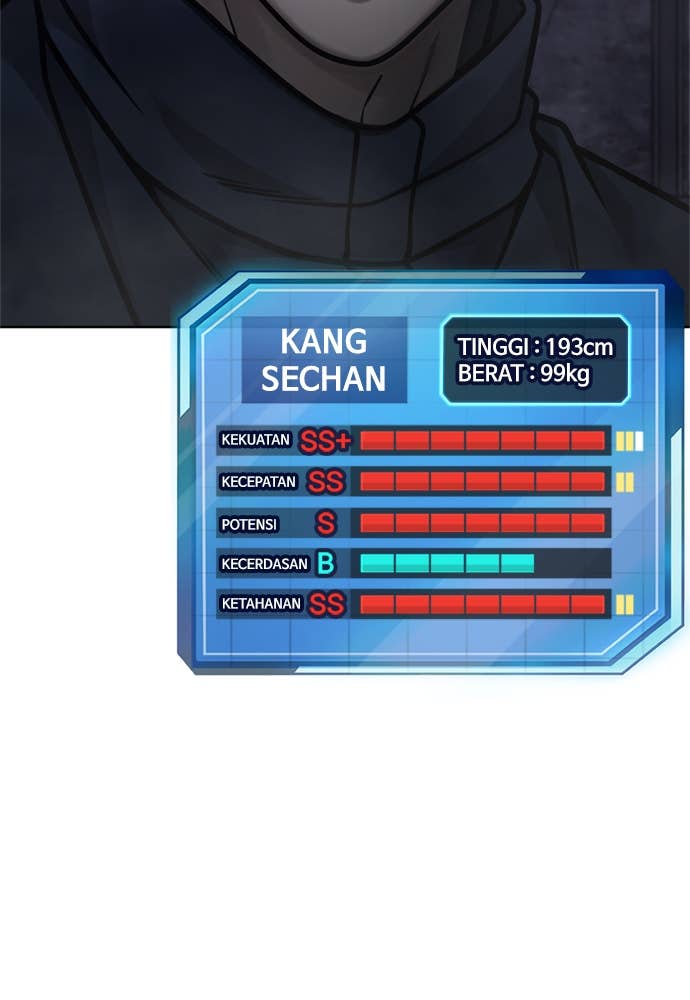 KANG
SECHAN
TINGGI : 193cm
BERAT : 99kg
KEKUATAN SS+
KECEPATAN SS
POTENSI S
KECERDASAN B
KETAHANAN SS